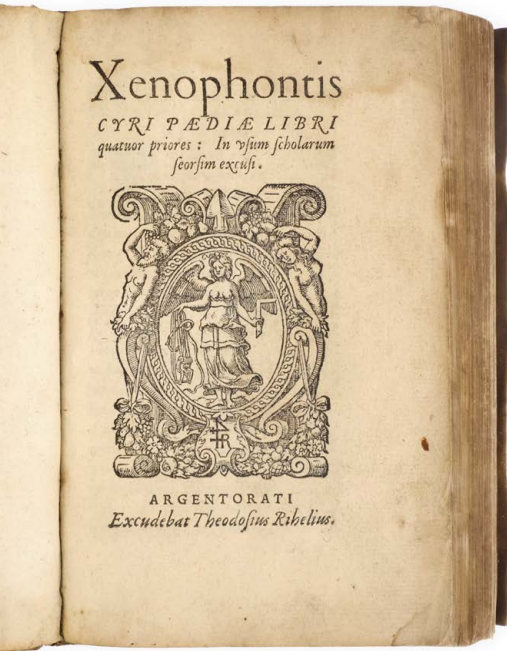 Xenophontis
CYRI PÆDIÆ LIBRI
quatuor priores : In vſum ſcholarum
ſeorſim excuſi.
R
ARGENTORATI
Excudebat Theodoſius Rihelius.